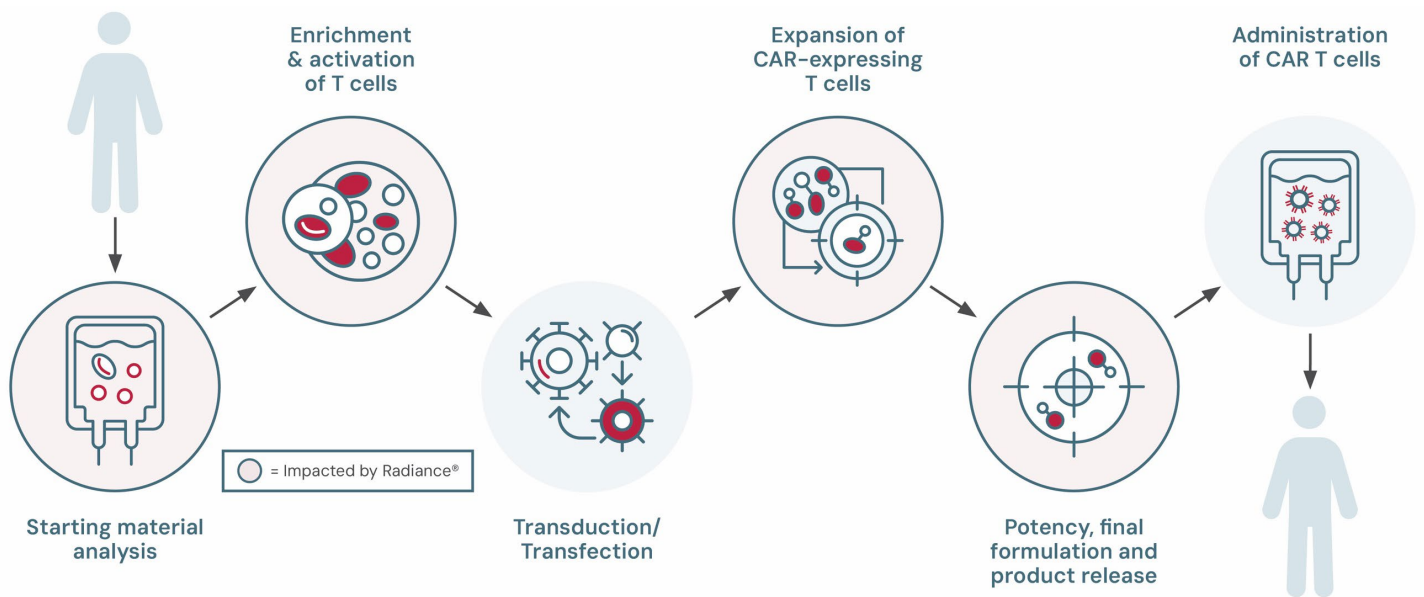 Enrichment
& activation
of T cells
Expansion of
CAR-expressing
T cells
Administration
of CAR T cells
= Impacted by Radiance®
Starting material
analysis
Transduction/
Transfection
Potency, final
formulation and
product release